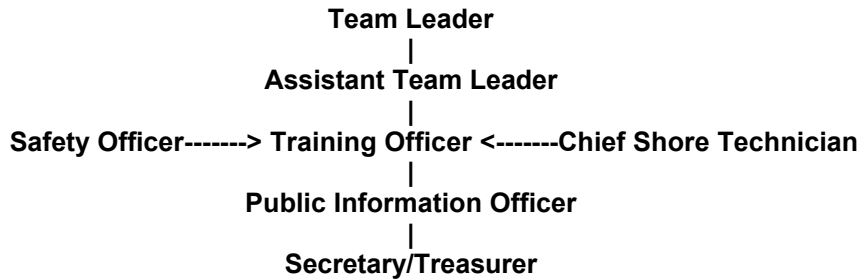 Team Leader
|
Assistant Team Leader
|
Safety Officer-------> Training Officer <-------Chief Shore Technician
|
Public Information Officer
|
Secretary/Treasurer